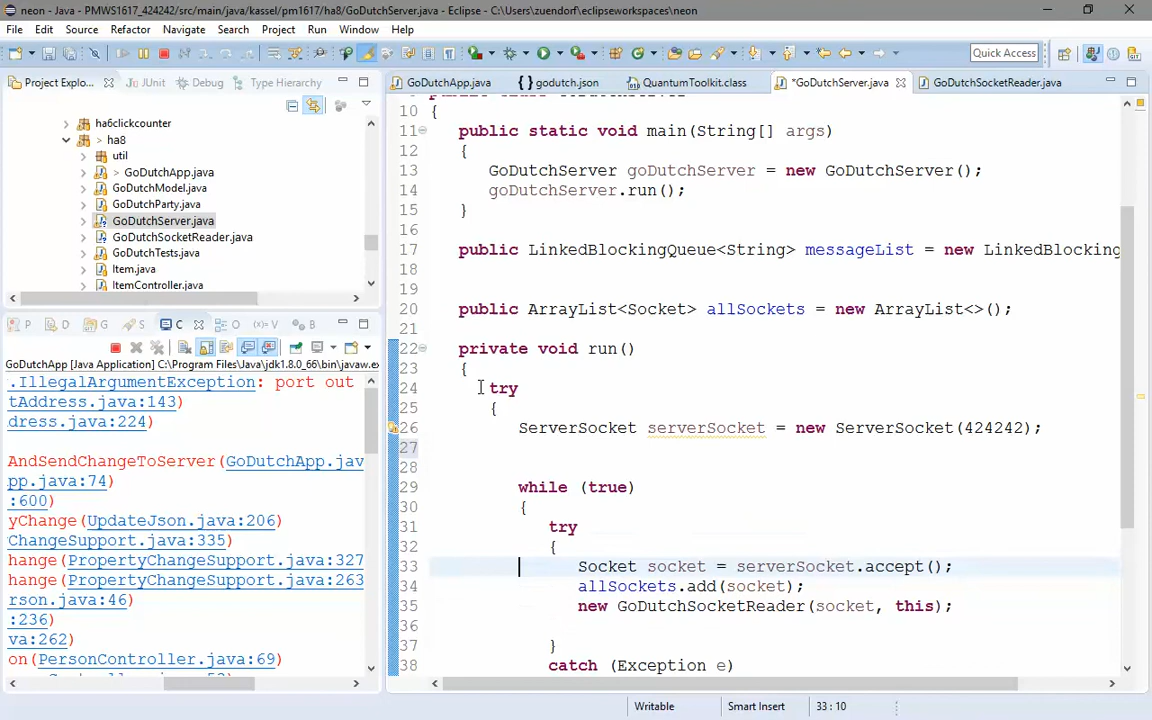 neon - Java - PMWS1617_424242/src/main/java/kassel/pm1617/ha8/GoDutchServer.java - Eclipse - C:\Users\zuendorf\eclipseworkspaces\neon
File Edit Source Refactor Navigate Search Project Run Window Help
Quick Access
Project Explo... JUnit Debug Type Hierarchy
GoDutchApp.java godutch.json QuantumToolkit.class *GoDutchServer.java GoDutchSocketReader.java
ha6clickcounter
> ha8
util
> GoDutchApp.java
GoDutchModel.java
GoDutchParty.java
GoDutchServer.java
GoDutchSocketReader.java
GoDutchTests.java
Item.java
ItemController.java
P D G S C O V B
GoDutchApp [Java Application] C:\Program Files\Java\jdk1.8.0_66\bin\javaw.e
.IllegalArgumentException: port out
tAddress.java:143)
dress.java:224)
AndSendChangeToServer(GoDutchApp.jav
pp.java:74)
:600)
yChange(UpdateJson.java:206)
ChangeSupport.java:335)
hange(PropertyChangeSupport.java:327
hange(PropertyChangeSupport.java:263
rson.java:46)
:236)
va:262)
on(PersonController.java:69)
10 {
11 public static void main(String[] args)
12 {
13 GoDutchServer goDutchServer = new GoDutchServer();
14 goDutchServer.run();
15 }
16
17 public LinkedBlockingQueue<String> messageList = new LinkedBlocking
18
20 public ArrayList<Socket> allSockets = new ArrayList<>();
21
22 private void run()
23 {
24 try
25 {
26 ServerSocket serverSocket = new ServerSocket(424242);
27
28
29 while (true)
30 {
31 try
32 {
33 Socket socket = serverSocket.accept();
34 allSockets.add(socket);
35 new GoDutchSocketReader(socket, this);
36
37 }
38 catch (Exception e)
Writable Smart Insert 33 : 10